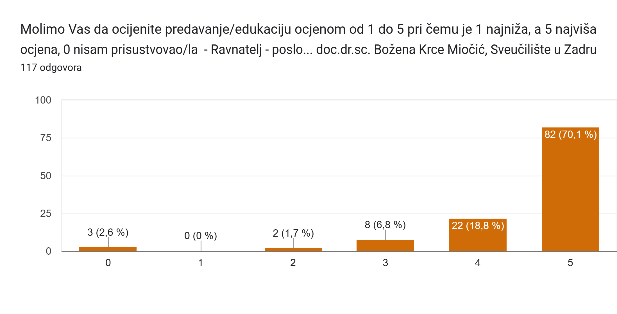 Molimo Vas da ocijenite predavanje/edukaciju ocjenom od 1 do 5 pri čemu je 1 najniža, a 5 najviša
ocjena, 0 nisam prisustvovao/la - Ravnatelj - poslo... doc.dr.sc. Božena Krce Miočić, Sveučilište u Zadru
117 odgovora
100
75
50
25
0
3 (2,6 %)
0 (0 %)
2 (1,7 %)
8 (6,8 %)
22 (18,8 %)
82 (70,1 %)
0 1 2 3 4 5